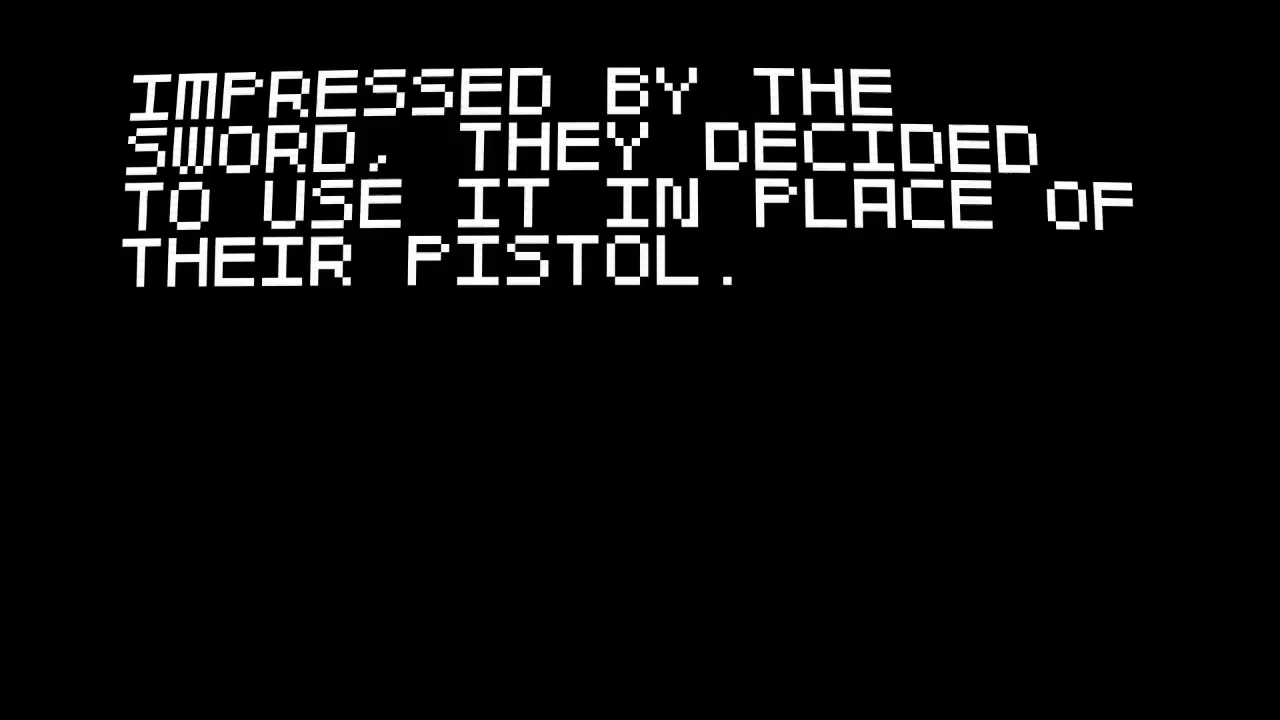 IMPRESSED BY THE
SWORD, THEY DECIDED
TO USE IT IN PLACE OF
THEIR PISTOL.